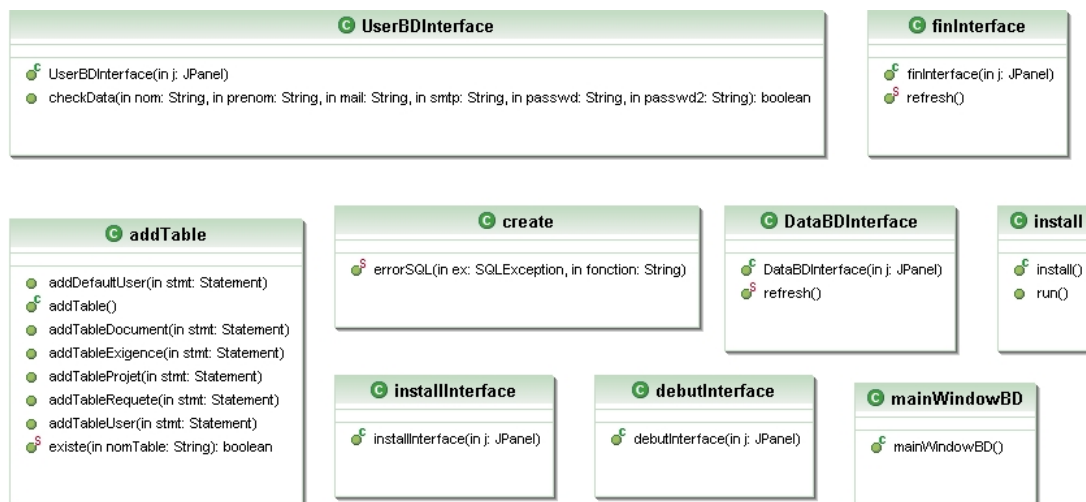 UserBDInterface
UserBDInterface(in j: JPanel)
checkData(in nom: String, in prenom: String, in mail: String, in smtp: String, in passwd: String, in passwd2: String): boolean
finInterface
finInterface(in j: JPanel)
refresh()
addTable
addDefaultUser(in stmt: Statement)
addTable()
addTableDocument(in stmt: Statement)
addTableExigence(in stmt: Statement)
addTableProjet(in stmt: Statement)
addTableRequete(in stmt: Statement)
addTableUser(in stmt: Statement)
existe(in nomTable: String): boolean
create
errorSQL(in ex: SQLException, in fonction: String)
DataBDInterface
DataBDInterface(in j: JPanel)
refresh()
install
install()
run()
installInterface
installInterface(in j: JPanel)
debutInterface
debutInterface(in j: JPanel)
mainWindowBD
mainWindowBD()